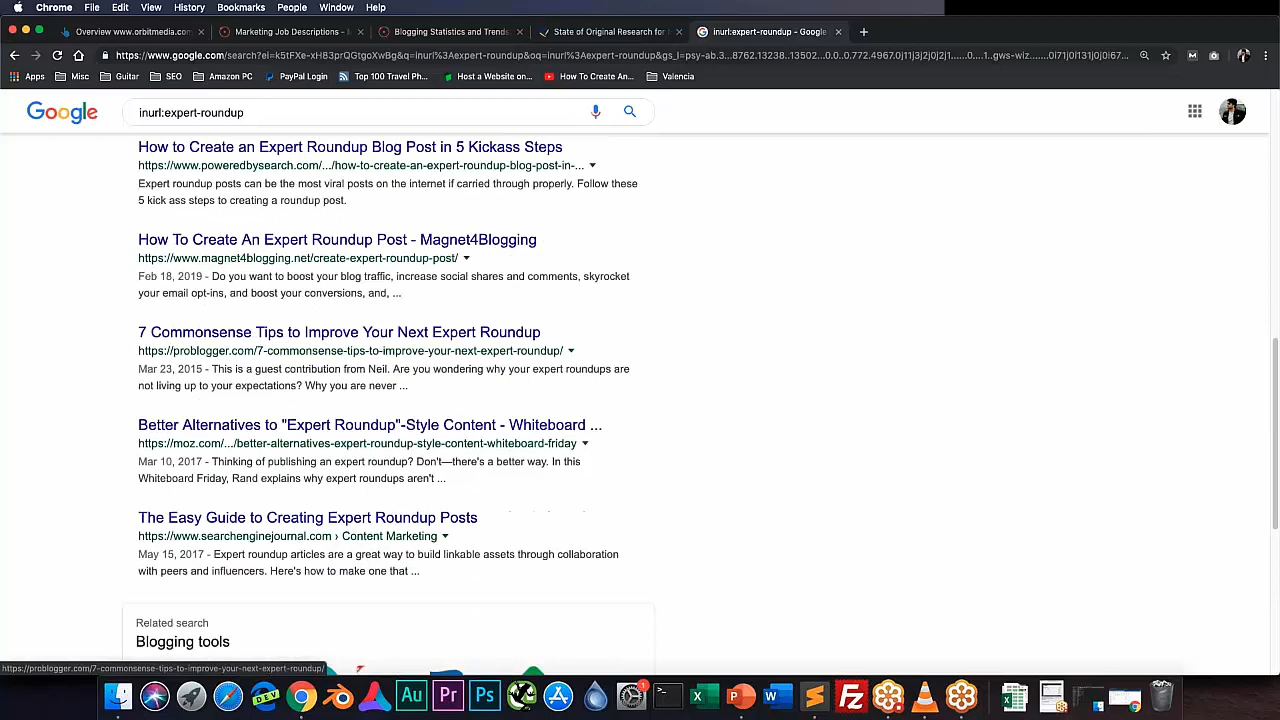 Chrome File Edit View History Bookmarks People Window Help
Overview www.orbitmedia.com × Marketing Job Descriptions - × Blogging Statistics and Trends × State of Original Research for × inurl:expert-roundup - Google × +
Apps Misc Guitar SEO Amazon PC PayPal Login Top 100 Travel Ph... Host a Website on... How To Create An... Valencia
Google inurl:expert-roundup
How to Create an Expert Roundup Blog Post in 5 Kickass Steps
https://www.poweredbysearch.com/.../how-to-create-an-expert-roundup-blog-post-in-...
Expert roundup posts can be the most viral posts on the internet if carried through properly. Follow these
5 kick ass steps to creating a roundup post.
How To Create An Expert Roundup Post - Magnet4Blogging
https://www.magnet4blogging.net/create-expert-roundup-post/
Feb 18, 2019 - Do you want to boost your blog traffic, increase social shares and comments, skyrocket
your email opt-ins, and boost your conversions, and, ...
7 Commonsense Tips to Improve Your Next Expert Roundup
https://problogger.com/7-commonsense-tips-to-improve-your-next-expert-roundup/
Mar 23, 2015 - This is a guest contribution from Neil. Are you wondering why your expert roundups are
not living up to your expectations? Why you are never ...
Better Alternatives to "Expert Roundup"-Style Content - Whiteboard ...
https://moz.com/.../better-alternatives-expert-roundup-style-content-whiteboard-friday
Mar 10, 2017 - Thinking of publishing an expert roundup? Don't—there's a better way. In this
Whiteboard Friday, Rand explains why expert roundups aren't ...
The Easy Guide to Creating Expert Roundup Posts
https://www.searchenginejournal.com › Content Marketing
May 15, 2017 - Expert roundup articles are a great way to build linkable assets through collaboration
with peers and influencers. Here's how to make one that ...
Related search
Blogging tools
https://problogger.com/7-commonsense-tips-to-improve-your-next-expert-roundup/
DEV Au Pr Ps 1 X P W S Fz